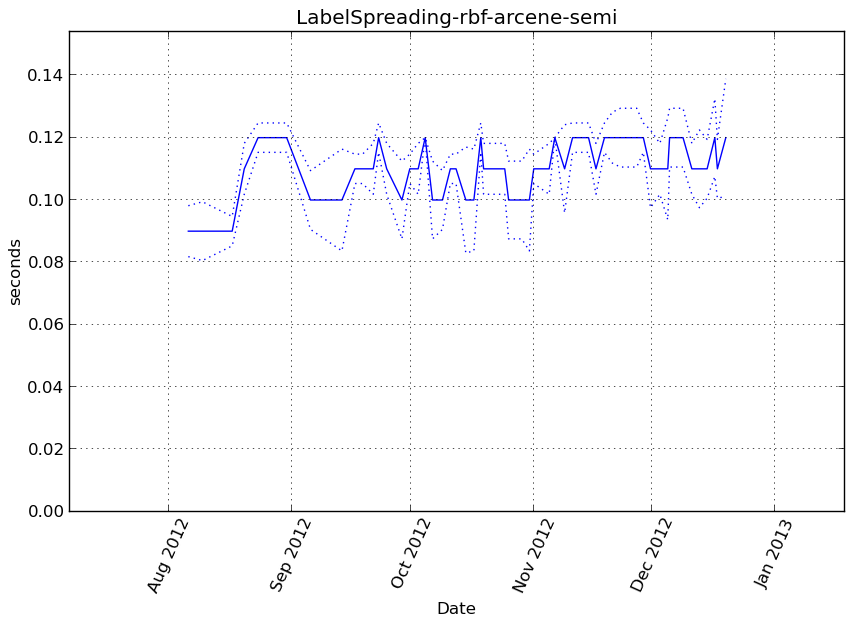 LabelSpreading-rbf-arcene-semi
0.14
0.12
0.10
0.08
0.06
0.04
0.02
0.00
seconds
Aug 2012
Sep 2012
Oct 2012
Nov 2012
Dec 2012
Jan 2013
Date